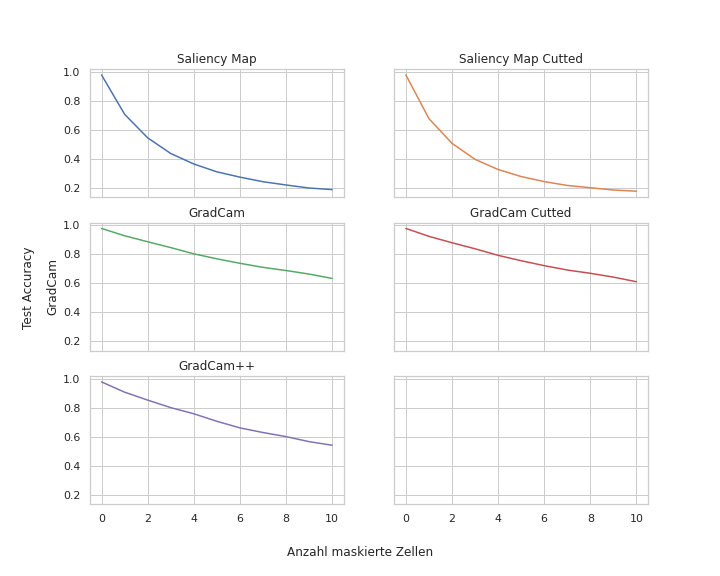 Saliency Map
Saliency Map Cutted
1.0
0.8
0.6
0.4
0.2
GradCam
GradCam Cutted
1.0
0.8
0.6
0.4
0.2
Test Accuracy
GradCam
GradCam++
1.0
0.8
0.6
0.4
0.2
0 2 4 6 8 10
0 2 4 6 8 10
Anzahl maskierte Zellen